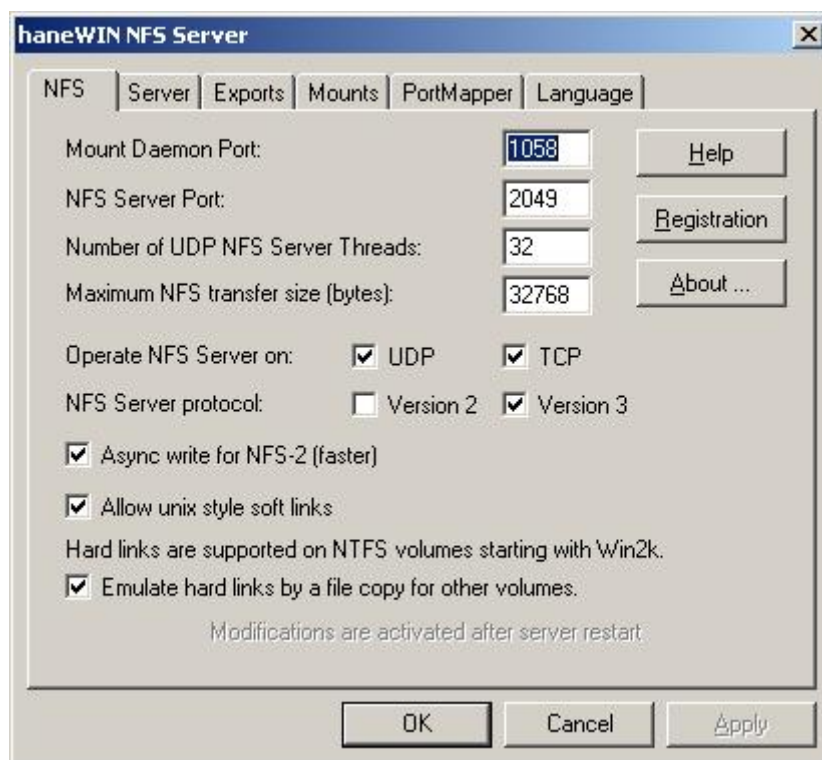 haneWIN NFS Server
NFS Server Exports Mounts PortMapper Language
Mount Daemon Port: 1058 Help
NFS Server Port: 2049 Registration
Number of UDP NFS Server Threads: 32
Maximum NFS transfer size (bytes): 32768 About ...
Operate NFS Server on: UDP TCP
NFS Server protocol: Version 2 Version 3
Async write for NFS-2 (faster)
Allow unix style soft links
Hard links are supported on NTFS volumes starting with Win2k.
Emulate hard links by a file copy for other volumes.
Modifications are activated after server restart
OK Cancel Apply